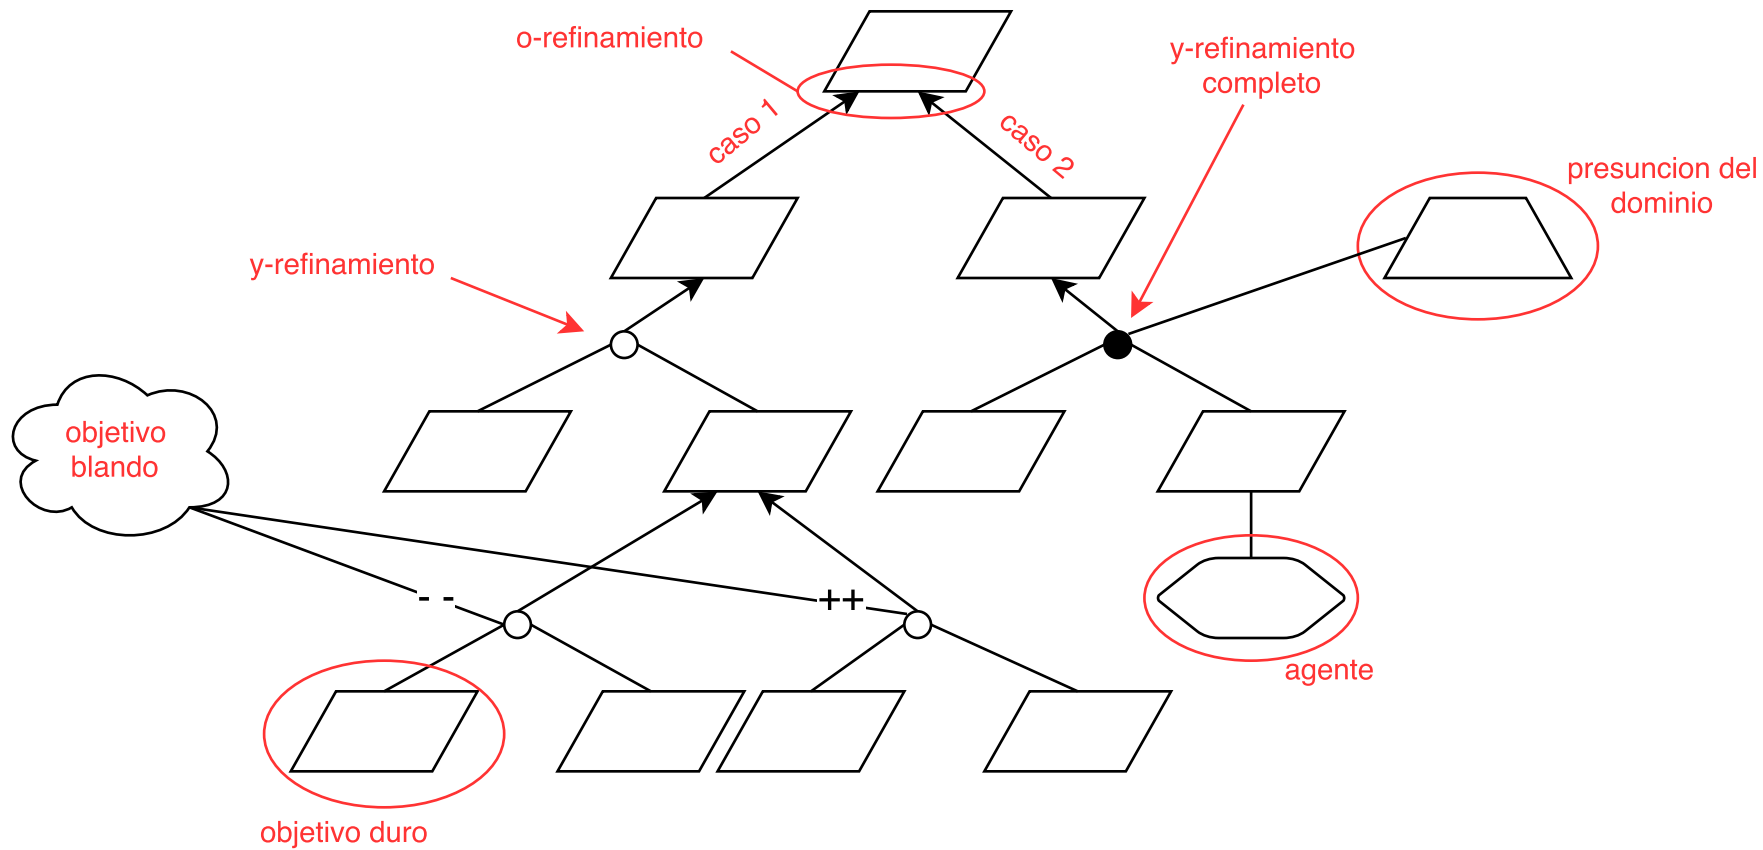 o-refinamiento
y-refinamiento
completo
caso 1
caso 2
presuncion del
dominio
y-refinamiento
objetivo
blando
- -
++
agente
objetivo duro